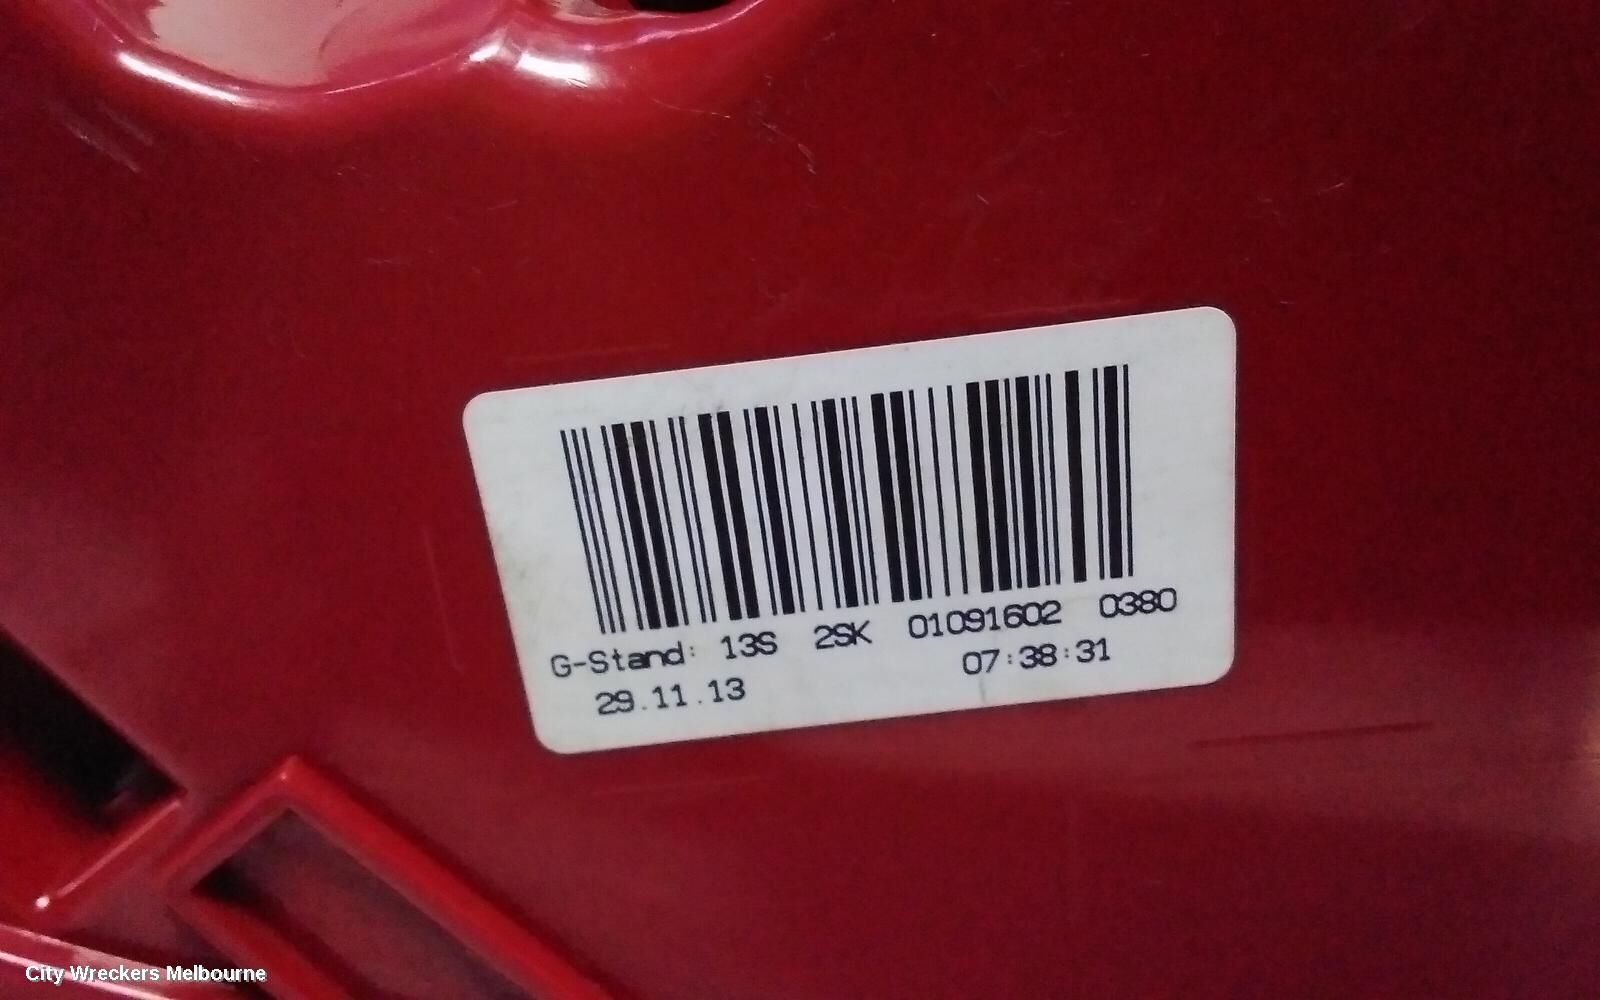 G-Stand: 13S 2SK 01091602 0380
29.11.13 07:38:31
City Wreckers Melbourne